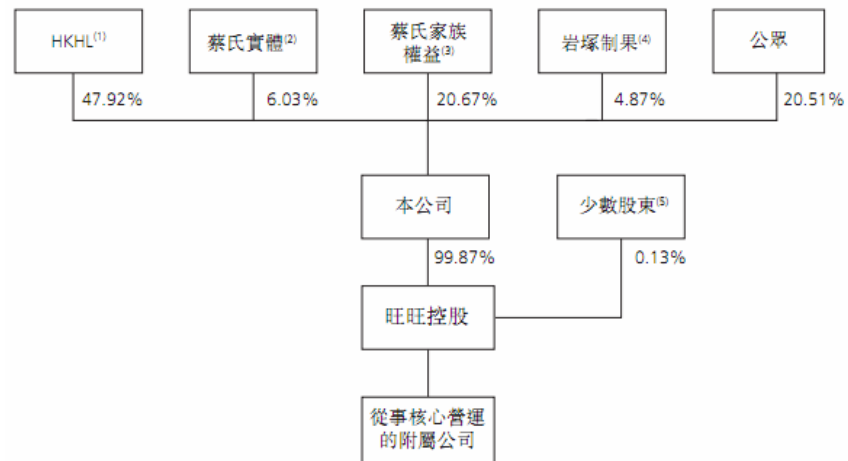 HKHL(1)
蔡氏實體(2)
蔡氏家族
權益(3)
岩塚制果(4)
公眾
47.92%
6.03%
20.67%
4.87%
20.51%
本公司
少數股東(5)
99.87%
0.13%
旺旺控股
從事核心營運
的附屬公司